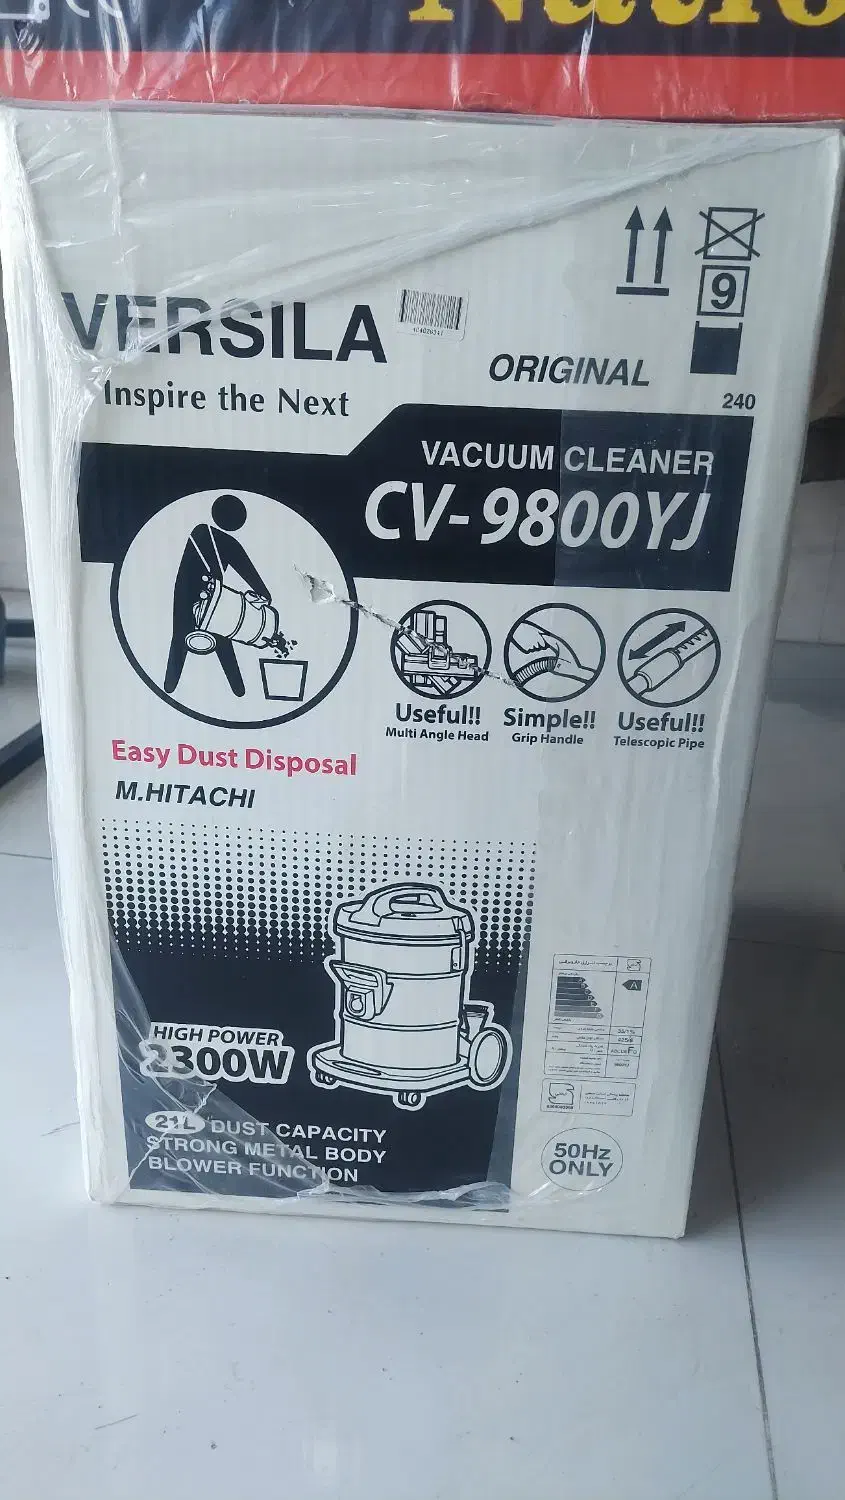 Natio
VERSILA
Inspire the Next
ORIGINAL
9
240
VACUUM CLEANER
CV-9800YJ
Useful!!
Multi Angle Head
Simple!!
Grip Handle
Useful!!
Telescopic Pipe
Easy Dust Disposal
M.HITACHI
HIGH POWER
2300W
21L DUST CAPACITY
STRONG METAL BODY
BLOWER FUNCTION
A
50Hz
ONLY